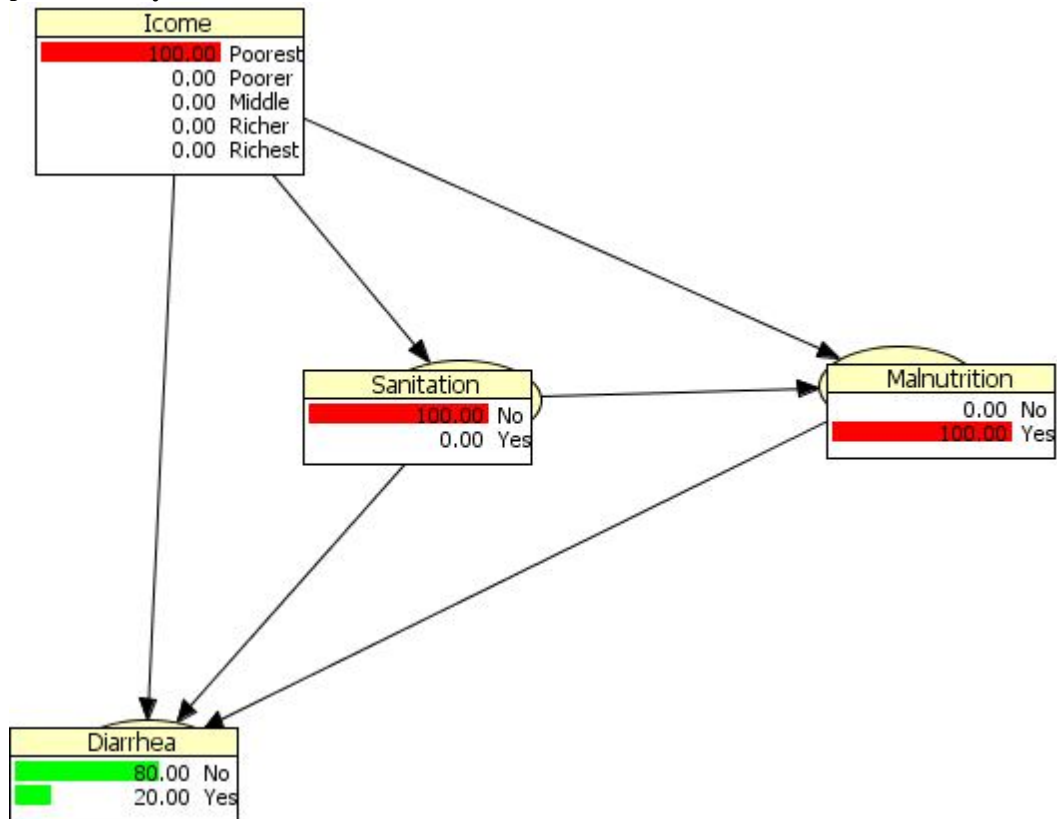 Icome
100.00 Poorest
0.00 Poorer
0.00 Middle
0.00 Richer
0.00 Richest
Sanitation
100.00 No
0.00 Yes
Malnutrition
0.00 No
100.00 Yes
Diarrhea
80.00 No
20.00 Yes